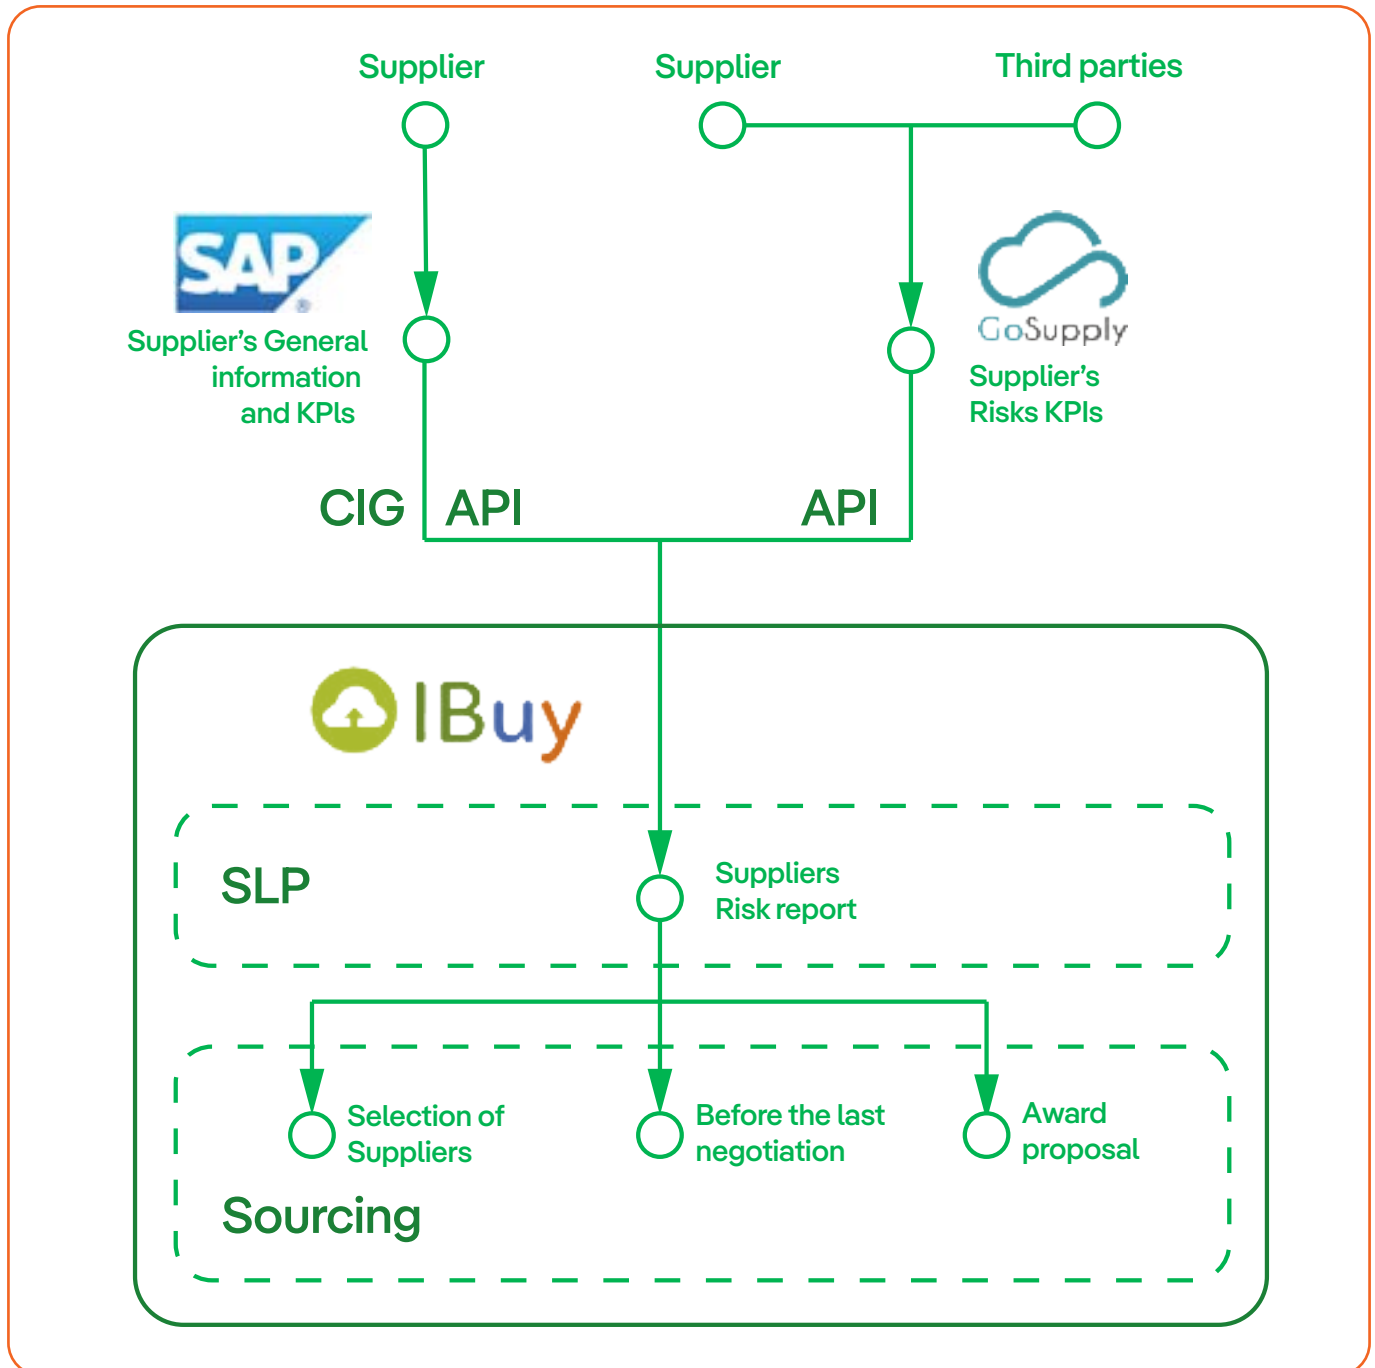 Supplier
Supplier
Third parties
SAP
®
Supplier's General
information
and KPIs
GoSupply
Supplier's
Risks KPIs
CIG
API
API
IBuy
SLP
Suppliers
Risk report
Selection of
Suppliers
Before the last
negotiation
Award
proposal
Sourcing